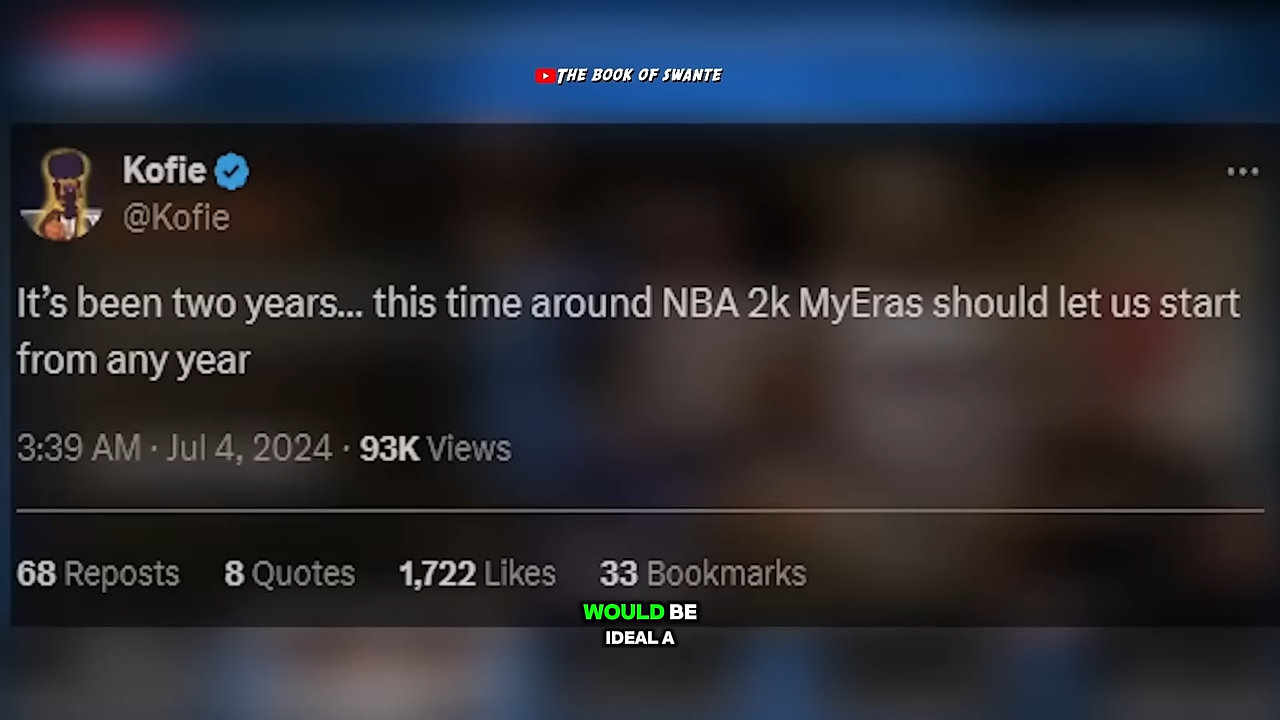 THE BOOK OF SWANTE
Kofie
@Kofie
It’s been two years... this time around NBA 2k MyEras should let us start
from any year
3:39 AM · Jul 4, 2024 · 93K Views
68 Reposts 8 Quotes 1,722 Likes 33 Bookmarks
WOULD BE
IDEAL A